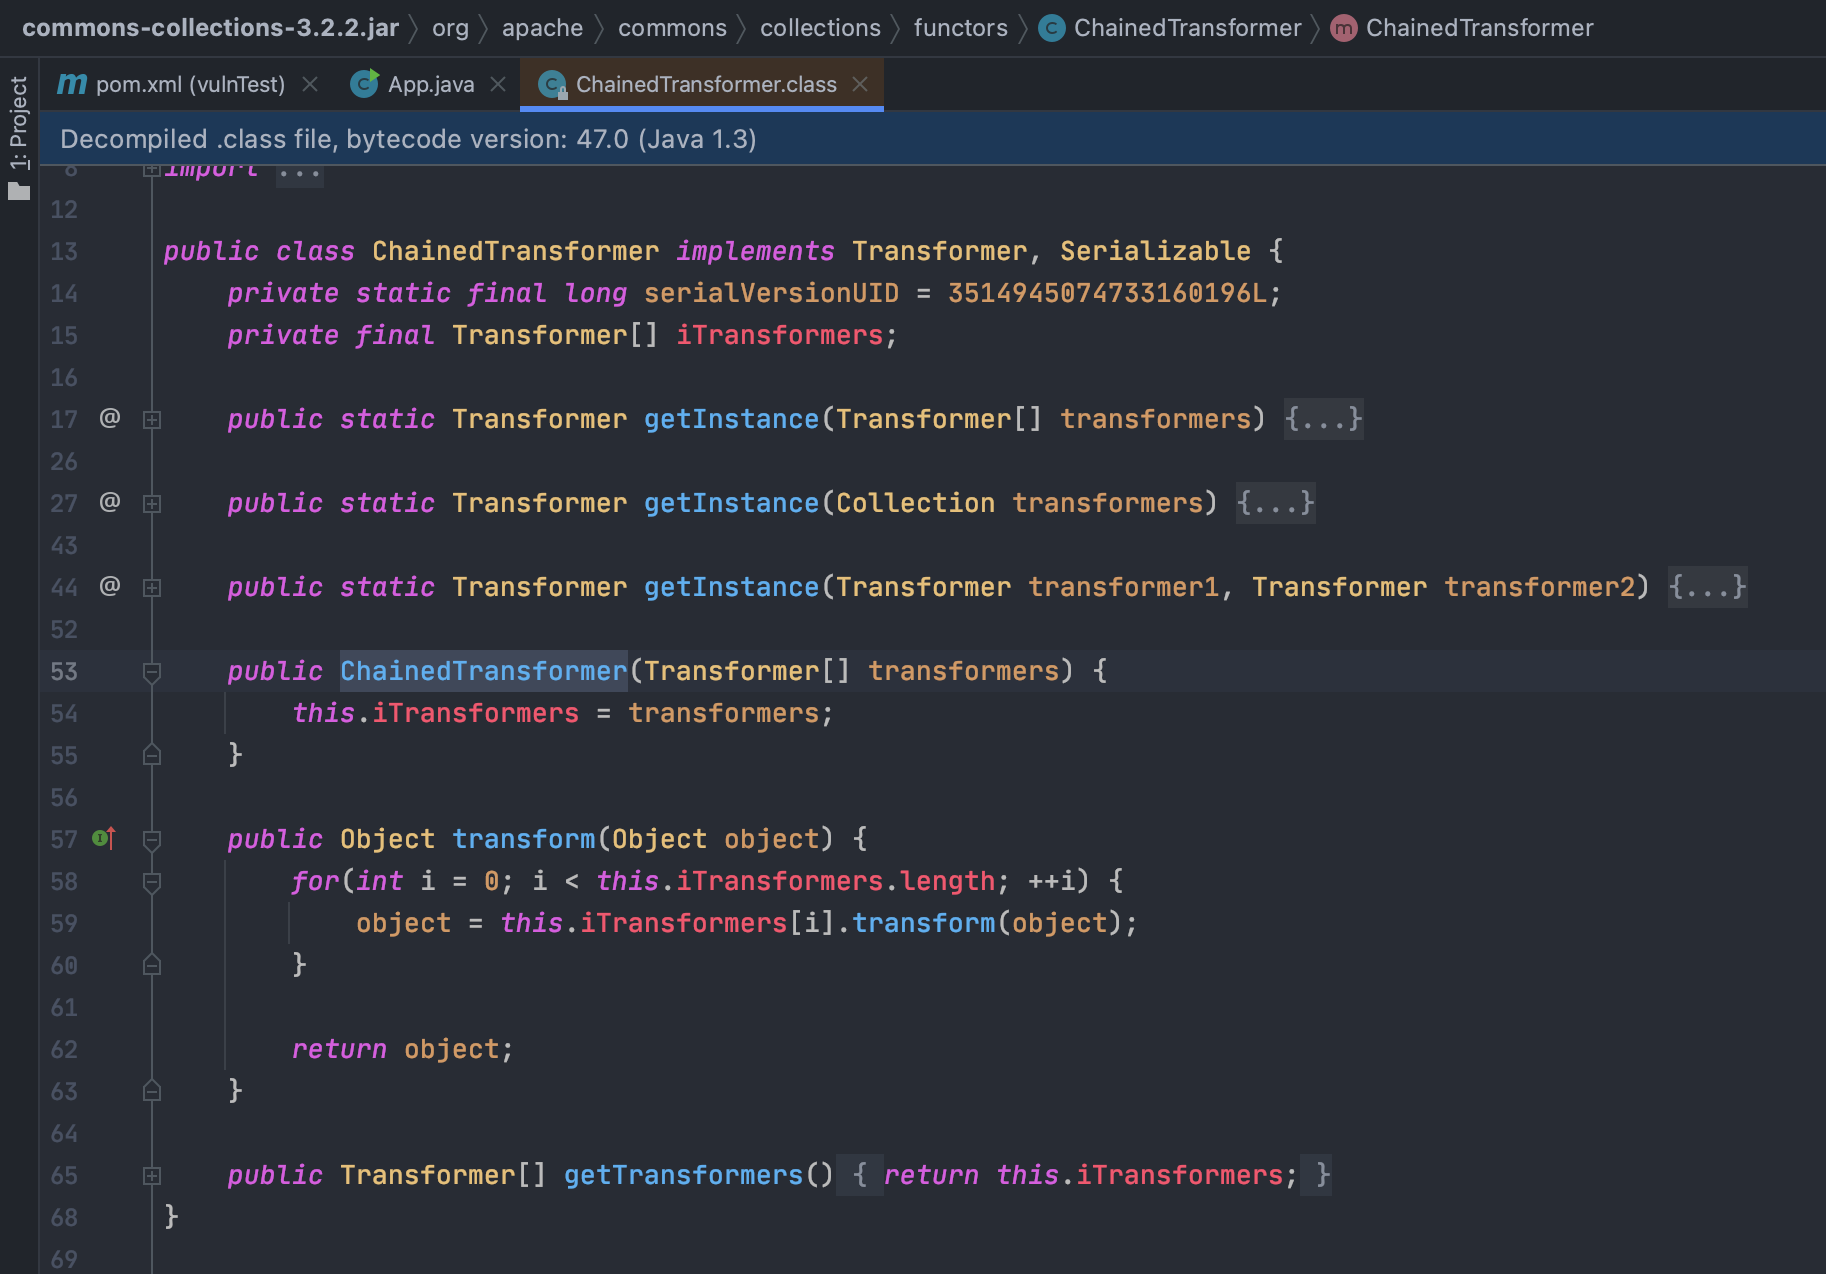 commons-collections-3.2.2.jar 〉 org 〉 apache 〉 commons 〉 collections 〉 functors 〉 C ChainedTransformer 〉 m ChainedTransformer
1: Project
m pom.xml (vulnTest) × C App.java × C ChainedTransformer.class ×
Decompiled .class file, bytecode version: 47.0 (Java 1.3)
8 import ...
12
13 public class ChainedTransformer implements Transformer, Serializable {
14 private static final long serialVersionUID = 3514945074733160196L;
15 private final Transformer[] iTransformers;
16
17 @ public static Transformer getInstance(Transformer[] transformers) {...}
26
27 @ public static Transformer getInstance(Collection transformers) {...}
43
44 @ public static Transformer getInstance(Transformer transformer1, Transformer transformer2) {...}
52
53 public ChainedTransformer(Transformer[] transformers) {
54 this.iTransformers = transformers;
55 }
56
57 I public Object transform(Object object) {
58 for(int i = 0; i < this.iTransformers.length; ++i) {
59 object = this.iTransformers[i].transform(object);
60 }
61
62 return object;
63 }
64
65 public Transformer[] getTransformers() { return this.iTransformers; }
68 }
69